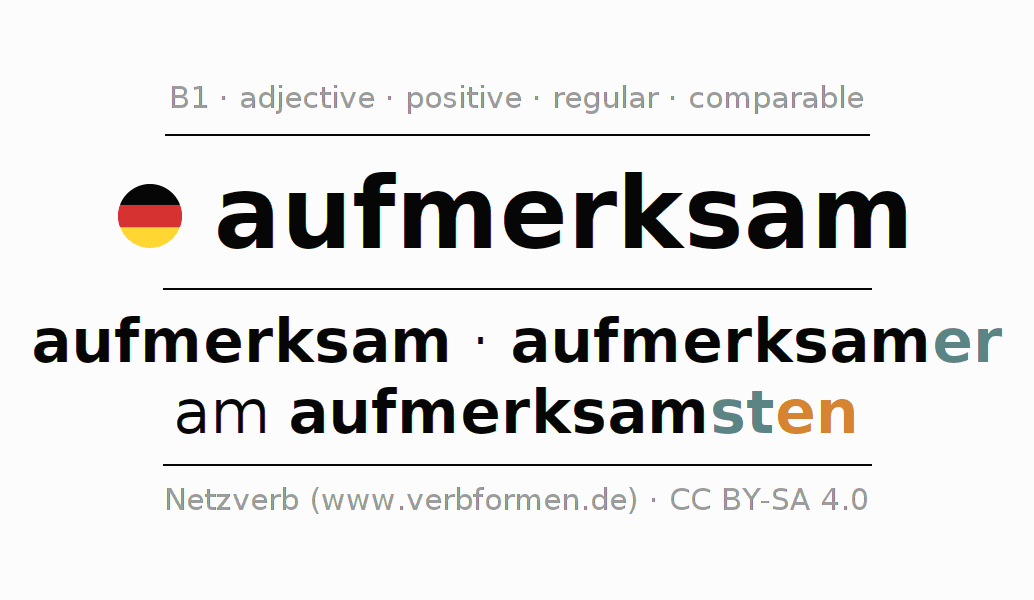 B1 · adjective · positive · regular · comparable
aufmerksam
aufmerksam · aufmerksamer
am aufmerksamsten
Netzverb (www.verbformen.de) · CC BY-SA 4.0